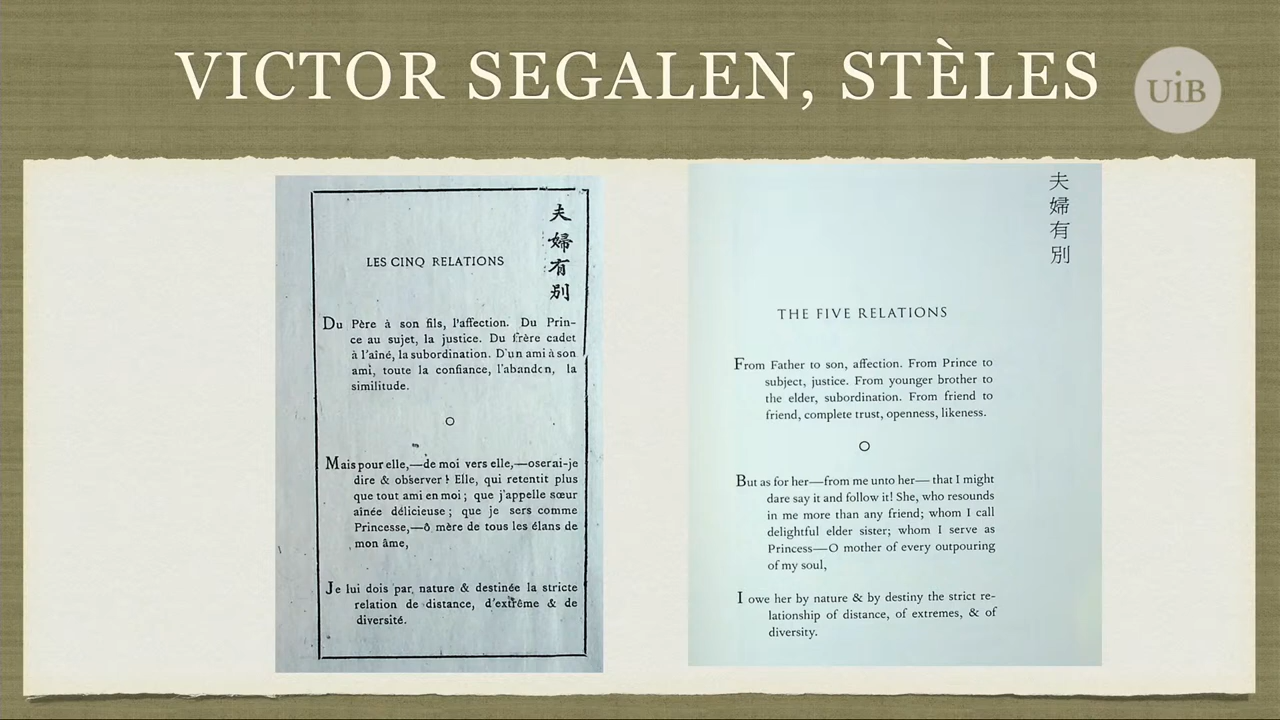 VICTOR SEGALEN, STÈLES
UiB
夫婦有別
LES CINQ RELATIONS
Du Père à son fils, l'affection. Du Prin-
ce au sujet, la justice. Du frère cadet
à l'aîné, la subordination. D'un ami à son
ami, toute la confiance, l'abandon, la
similitude.
Mais pour elle,—de moi vers elle,—oserai-je
dire & observer! Elle, qui retentit plus
que tout ami en moi; que j'appelle sœur
aînée délicieuse; que je sers comme
Princesse,—ô mère de tous les élans de
mon âme,
Je lui dois par nature & destinée la stricte
relation de distance, d'extrême & de
diversité.
夫婦有別
THE FIVE RELATIONS
From Father to son, affection. From Prince to
subject, justice. From younger brother to
the elder, subordination. From friend to
friend, complete trust, openness, likeness.
But as for her—from me unto her— that I might
dare say it and follow it! She, who resounds
in me more than any friend; whom I call
delightful elder sister; whom I serve as
Princess—O mother of every outpouring
of my soul,
I owe her by nature & by destiny the strict re-
lationship of distance, of extremes, & of
diversity.